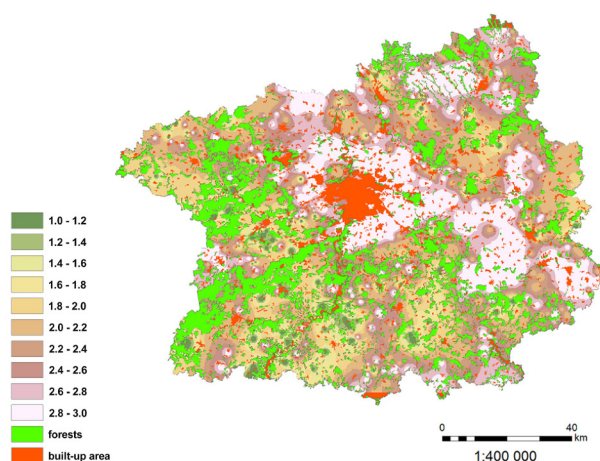 1.0 - 1.2
1.2 - 1.4
1.4 - 1.6
1.6 - 1.8
1.8 - 2.0
2.0 - 2.2
2.2 - 2.4
2.4 - 2.6
2.6 - 2.8
2.8 - 3.0
forests
built-up area
0 20 40
km
1:400 000